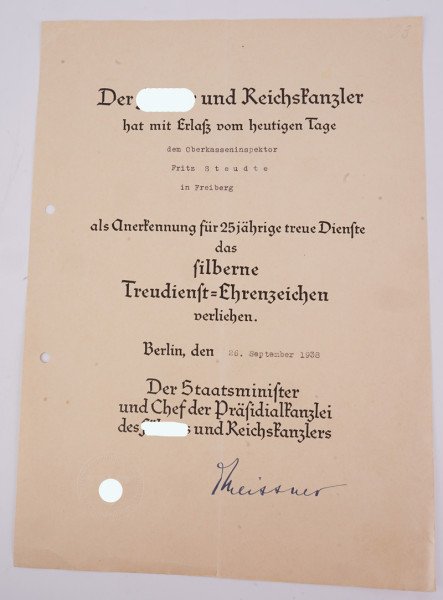 Der und Reichskanzler
hat mit Erlaß vom heutigen Tage
dem Oberkasseninspektor
Fritz Steudte
in Freiberg
als Anerkennung für 25jährige treue Dienste
das
silberne
Treudienst=Ehrenzeichen
verliehen.
Berlin, den 26. September 1938
Der Staatsminister
und Chef der Präsidialkanzlei
des und Reichskanzlers
Meissner